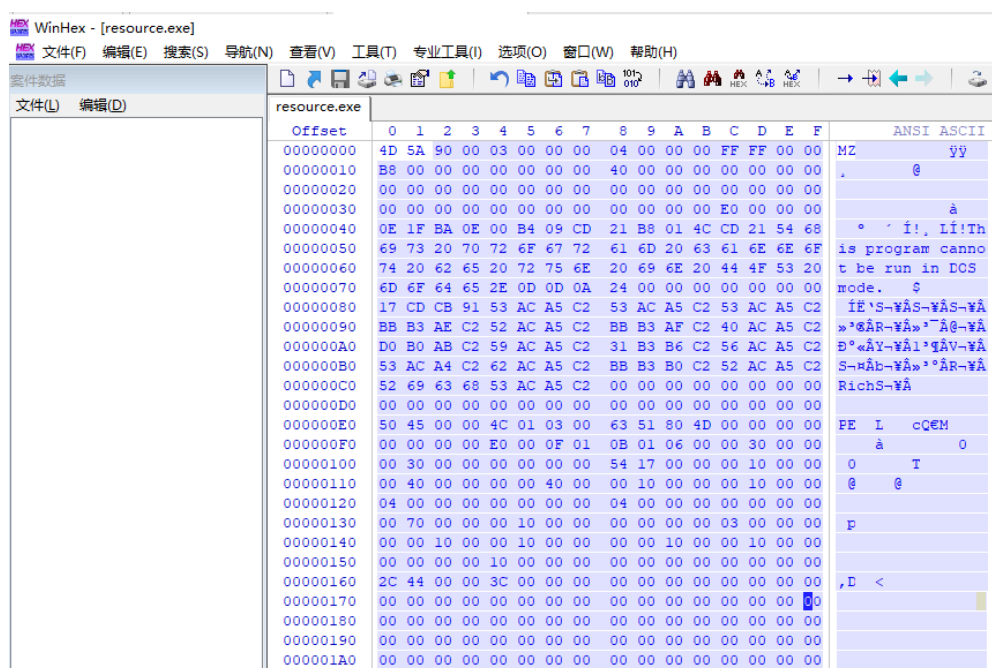 WinHex - [resource.exe]
文件(F) 编辑(E) 搜索(S) 导航(N) 查看(V) 工具(T) 专业工具(I) 选项(O) 窗口(W) 帮助(H)
案件数据
文件(L) 编辑(D)
resource.exe
Offset 0 1 2 3 4 5 6 7 8 9 A B C D E F ANSI ASCII
00000000 4D 5A 90 00 03 00 00 00 04 00 00 00 FF FF 00 00 MZ ÿÿ
00000010 B8 00 00 00 00 00 00 00 40 00 00 00 00 00 00 00 ¸ @
00000020 00 00 00 00 00 00 00 00 00 00 00 00 00 00 00 00
00000030 00 00 00 00 00 00 00 00 00 00 00 00 E0 00 00 00 à
00000040 0E 1F BA 0E 00 B4 09 CD 21 B8 01 4C CD 21 54 68 º ´ Í!¸ LÍ!Th
00000050 69 73 20 70 72 6F 67 72 61 6D 20 63 61 6E 6E 6F is program canno
00000060 74 20 62 65 20 72 75 6E 20 69 6E 20 44 4F 53 20 t be run in DOS
00000070 6D 6F 64 65 2E 0D 0D 0A 24 00 00 00 00 00 00 00 mode. $
00000080 17 CD CB 91 53 AC A5 C2 53 AC A5 C2 53 AC A5 C2 ÍË'S¬¥ÂS¬¥ÂS¬¥Â
00000090 BB B3 AE C2 52 AC A5 C2 BB B3 AF C2 40 AC A5 C2 »³®ÂR¬¥Â»³¯Â@¬¥Â
000000A0 D0 B0 AB C2 59 AC A5 C2 31 B3 B6 C2 56 AC A5 C2 Ð°«ÂY¬¥Â1³¶ÂV¬¥Â
000000B0 53 AC A4 C2 62 AC A5 C2 BB B3 B0 C2 52 AC A5 C2 S¬¤Âb¬¥Â»³°ÂR¬¥Â
000000C0 52 69 63 68 53 AC A5 C2 00 00 00 00 00 00 00 00 RichS¬¥Â
000000D0 00 00 00 00 00 00 00 00 00 00 00 00 00 00 00 00
000000E0 50 45 00 00 4C 01 03 00 63 51 80 4D 00 00 00 00 PE L cQ€M
000000F0 00 00 00 00 E0 00 0F 01 0B 01 06 00 00 30 00 00 à 0
00000100 00 30 00 00 00 00 00 00 54 17 00 00 00 10 00 00 0 T
00000110 00 40 00 00 00 00 40 00 00 10 00 00 00 10 00 00 @ @
00000120 04 00 00 00 00 00 00 00 04 00 00 00 00 00 00 00
00000130 00 70 00 00 00 10 00 00 00 00 00 00 03 00 00 00 p
00000140 00 00 10 00 00 10 00 00 00 00 10 00 00 10 00 00
00000150 00 00 00 00 10 00 00 00 00 00 00 00 00 00 00 00
00000160 2C 44 00 00 3C 00 00 00 00 00 00 00 00 00 00 00 ,D <
00000170 00 00 00 00 00 00 00 00 00 00 00 00 00 00 00 00
00000180 00 00 00 00 00 00 00 00 00 00 00 00 00 00 00 00
00000190 00 00 00 00 00 00 00 00 00 00 00 00 00 00 00 00
000001A0 00 00 00 00 00 00 00 00 00 00 00 00 00 00 00 00